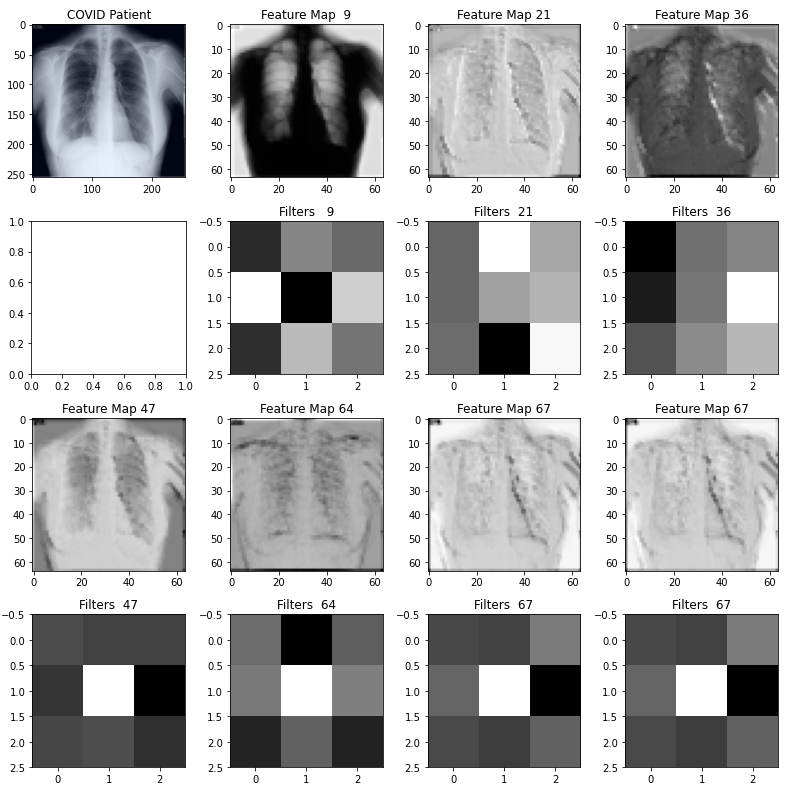 COVID Patient Feature Map  9 Feature Map 21 Feature Map 36
0 0 0 0
50 10 10 10
100 20 20 20
150 30 30 30
200 40 40 40
250 50 50 50
60 60 60
0 100 200 0 20 40 60 0 20 40 60 0 20 40 60
Filters   9 Filters  21 Filters  36
1.0 −0.5 −0.5 −0.5
0.8 0.0 0.0 0.0
0.6 0.5 0.5 0.5
0.4 1.0 1.0 1.0
0.2 1.5 1.5 1.5
0.0 2.0 2.0 2.0
2.5 2.5 2.5
0.0 0.2 0.4 0.6 0.8 1.0 0 1 2 0 1 2 0 1 2
Feature Map 47 Feature Map 64 Feature Map 67 Feature Map 67
0 0 0 0
10 10 10 10
20 20 20 20
30 30 30 30
40 40 40 40
50 50 50 50
60 60 60 60
0 20 40 60 0 20 40 60 0 20 40 60 0 20 40 60
Filters  47 Filters  64 Filters  67 Filters  67
−0.5 −0.5 −0.5 −0.5
0.0 0.0 0.0 0.0
0.5 0.5 0.5 0.5
1.0 1.0 1.0 1.0
1.5 1.5 1.5 1.5
2.0 2.0 2.0 2.0
2.5 2.5 2.5 2.5
0 1 2 0 1 2 0 1 2 0 1 2